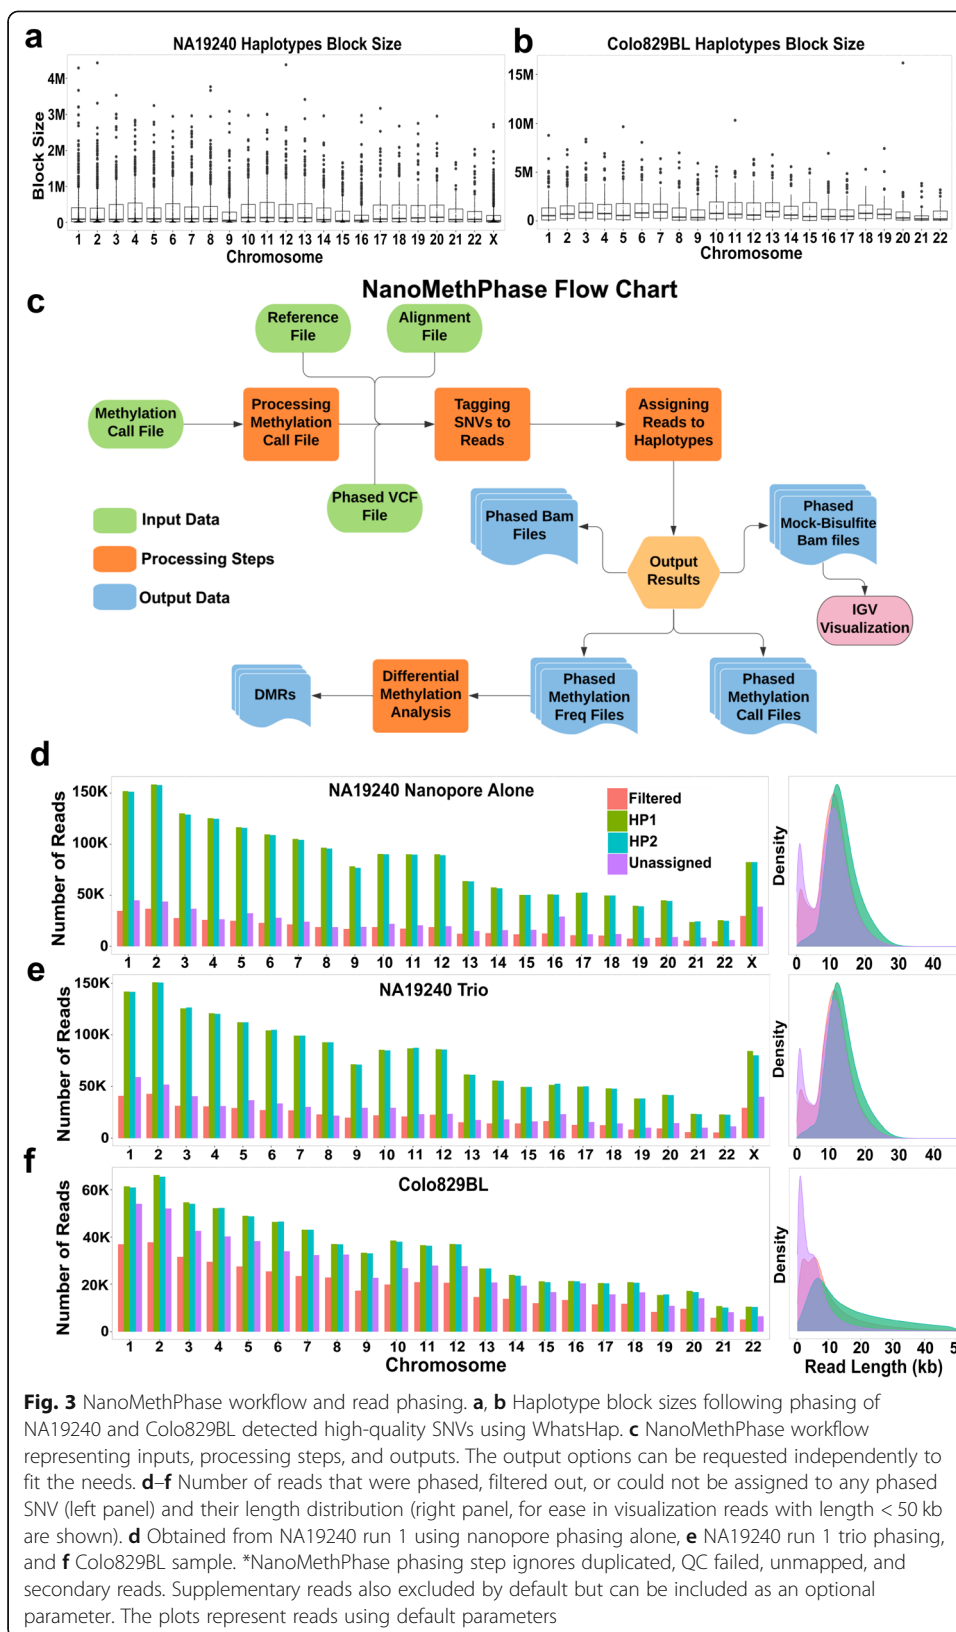 a
NA19240 Haplotypes Block Size
4M
3M
2M
1M
0
Block Size
1 2 3 4 5 6 7 8 9 10 11 12 13 14 15 16 17 18 19 20 21 22 X
Chromosome
b
Colo829BL Haplotypes Block Size
15M
10M
5M
0
1 2 3 4 5 6 7 8 9 10 11 12 13 14 15 16 17 18 19 20 21 22
Chromosome
c
NanoMethPhase Flow Chart
Reference
File
Alignment
File
Methylation
Call File
Processing
Methylation
Call File
Tagging
SNVs to
Reads
Assigning
Reads to
Haplotypes
Phased VCF
File
Input Data
Processing Steps
Output Data
Phased Bam
Files
Output
Results
Phased
Mock-Bisulfite
Bam files
IGV
Visualization
DMRs
Differential
Methylation
Analysis
Phased
Methylation
Freq Files
Phased
Methylation
Call Files
d
NA19240 Nanopore Alone
Number of Reads
150K
100K
50K
0
Filtered
HP1
HP2
Unassigned
1 2 3 4 5 6 7 8 9 10 11 12 13 14 15 16 17 18 19 20 21 22 X
Density
0 10 20 30 40
e
NA19240 Trio
Number of Reads
150K
100K
50K
0
1 2 3 4 5 6 7 8 9 10 11 12 13 14 15 16 17 18 19 20 21 22 X
Density
0 10 20 30 40
f
Colo829BL
Number of Reads
60K
40K
20K
0
1 2 3 4 5 6 7 8 9 10 11 12 13 14 15 16 17 18 19 20 21 22
Chromosome
Density
0 10 20 30 40
Read Length (kb)
Fig. 3 NanoMethPhase workflow and read phasing. a, b Haplotype block sizes following phasing of
NA19240 and Colo829BL detected high-quality SNVs using WhatsHap. c NanoMethPhase workflow
representing inputs, processing steps, and outputs. The output options can be requested independently to
fit the needs. d–f Number of reads that were phased, filtered out, or could not be assigned to any phased
SNV (left panel) and their length distribution (right panel, for ease in visualization reads with length < 50 kb
are shown). d Obtained from NA19240 run 1 using nanopore phasing alone, e NA19240 run 1 trio phasing,
and f Colo829BL sample. *NanoMethPhase phasing step ignores duplicated, QC failed, unmapped, and
secondary reads. Supplementary reads also excluded by default but can be included as an optional
parameter. The plots represent reads using default parameters